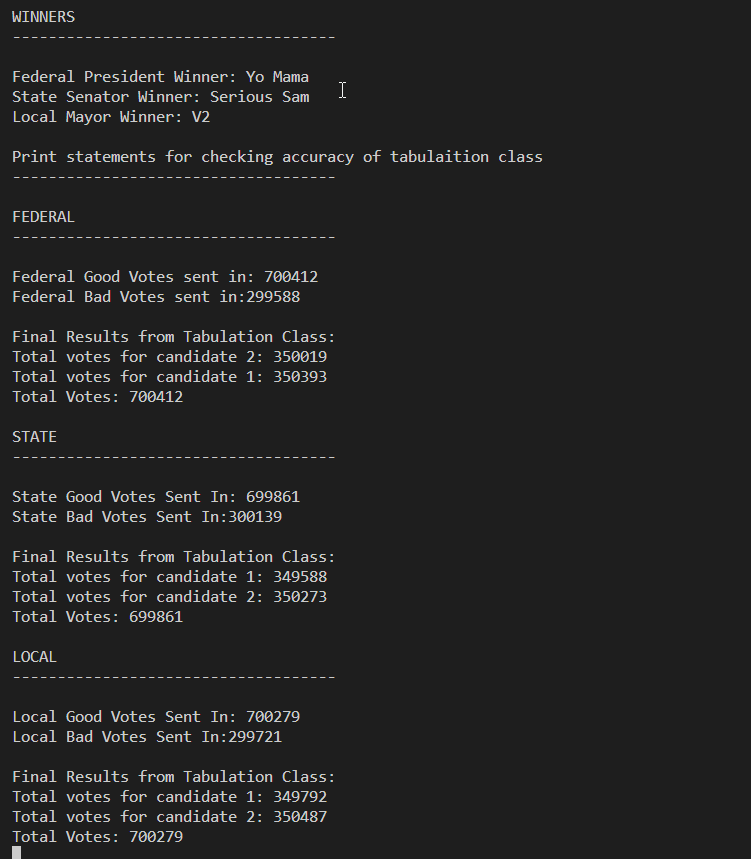 WINNERS
------------------------------------
Federal President Winner: Yo Mama
State Senator Winner: Serious Sam
Local Mayor Winner: V2
Print statements for checking accuracy of tabulaition class
------------------------------------
FEDERAL
------------------------------------
Federal Good Votes sent in: 700412
Federal Bad Votes sent in:299588
Final Results from Tabulation Class:
Total votes for candidate 2: 350019
Total votes for candidate 1: 350393
Total Votes: 700412
STATE
------------------------------------
State Good Votes Sent In: 699861
State Bad Votes Sent In:300139
Final Results from Tabulation Class:
Total votes for candidate 1: 349588
Total votes for candidate 2: 350273
Total Votes: 699861
LOCAL
------------------------------------
Local Good Votes Sent In: 700279
Local Bad Votes Sent In:299721
Final Results from Tabulation Class:
Total votes for candidate 1: 349792
Total votes for candidate 2: 350487
Total Votes: 700279